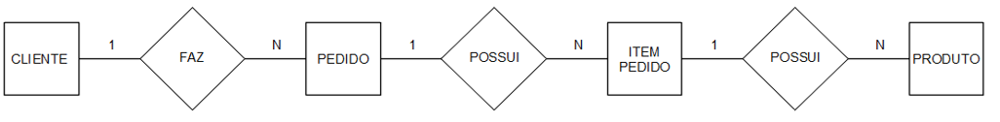 CLIENTE
1
FAZ
N
PEDIDO
1
POSSUI
N
ITEM
PEDIDO
1
POSSUI
N
PRODUTO